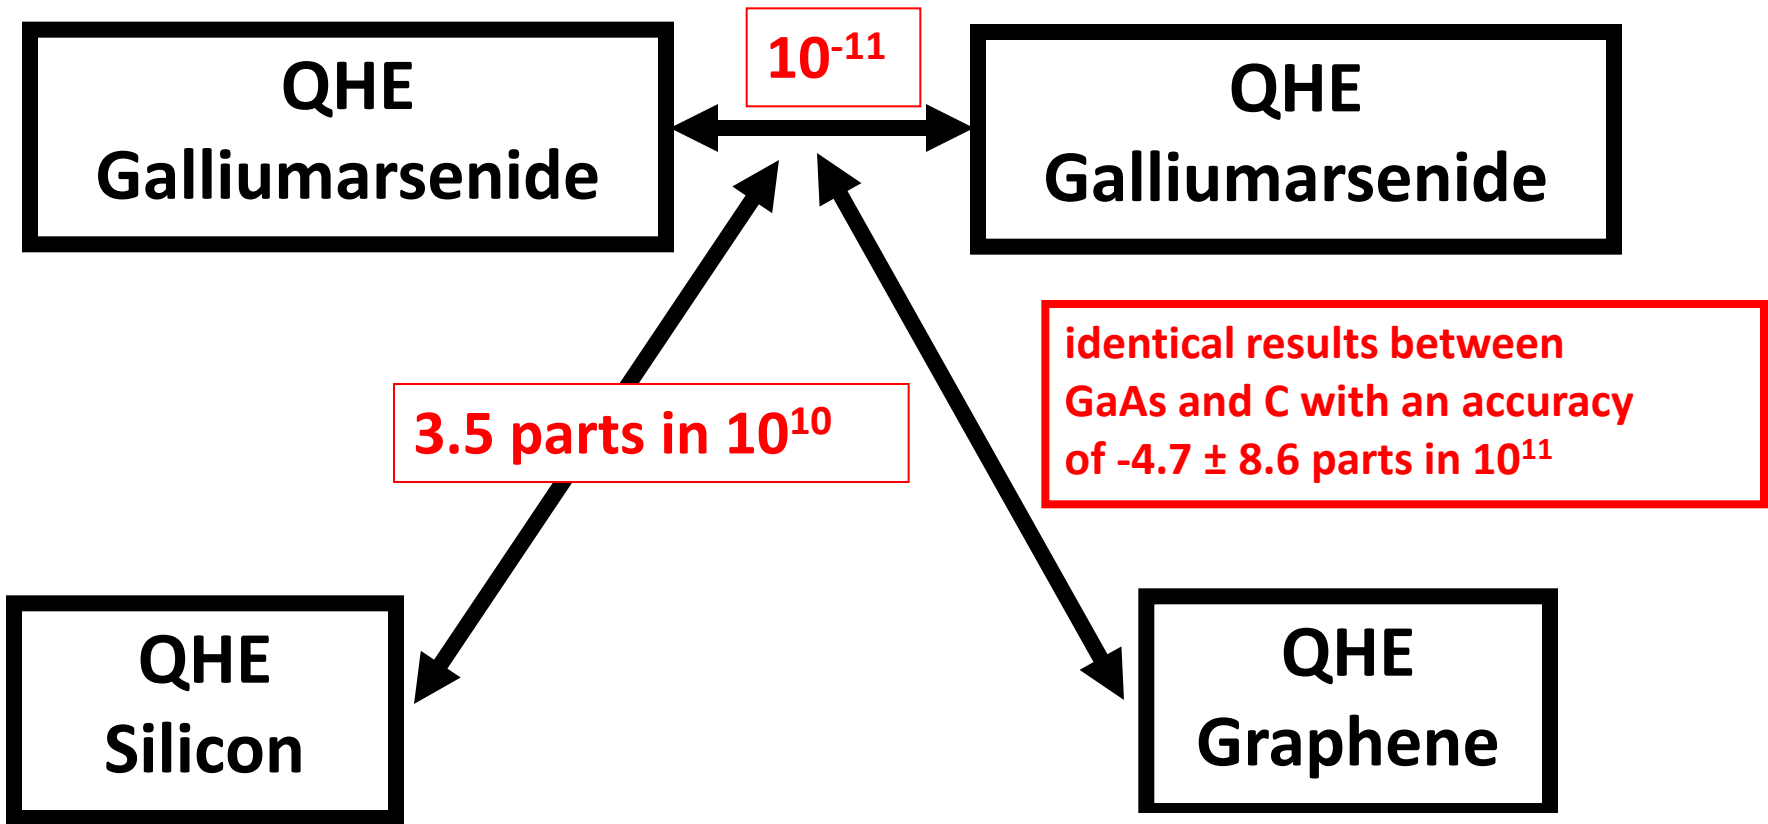 QHE
Galliumarsenide
10⁻¹¹
QHE
Galliumarsenide
identical results between
GaAs and C with an accuracy
of -4.7 ± 8.6 parts in 10¹¹
3.5 parts in 10¹⁰
QHE
Silicon
QHE
Graphene